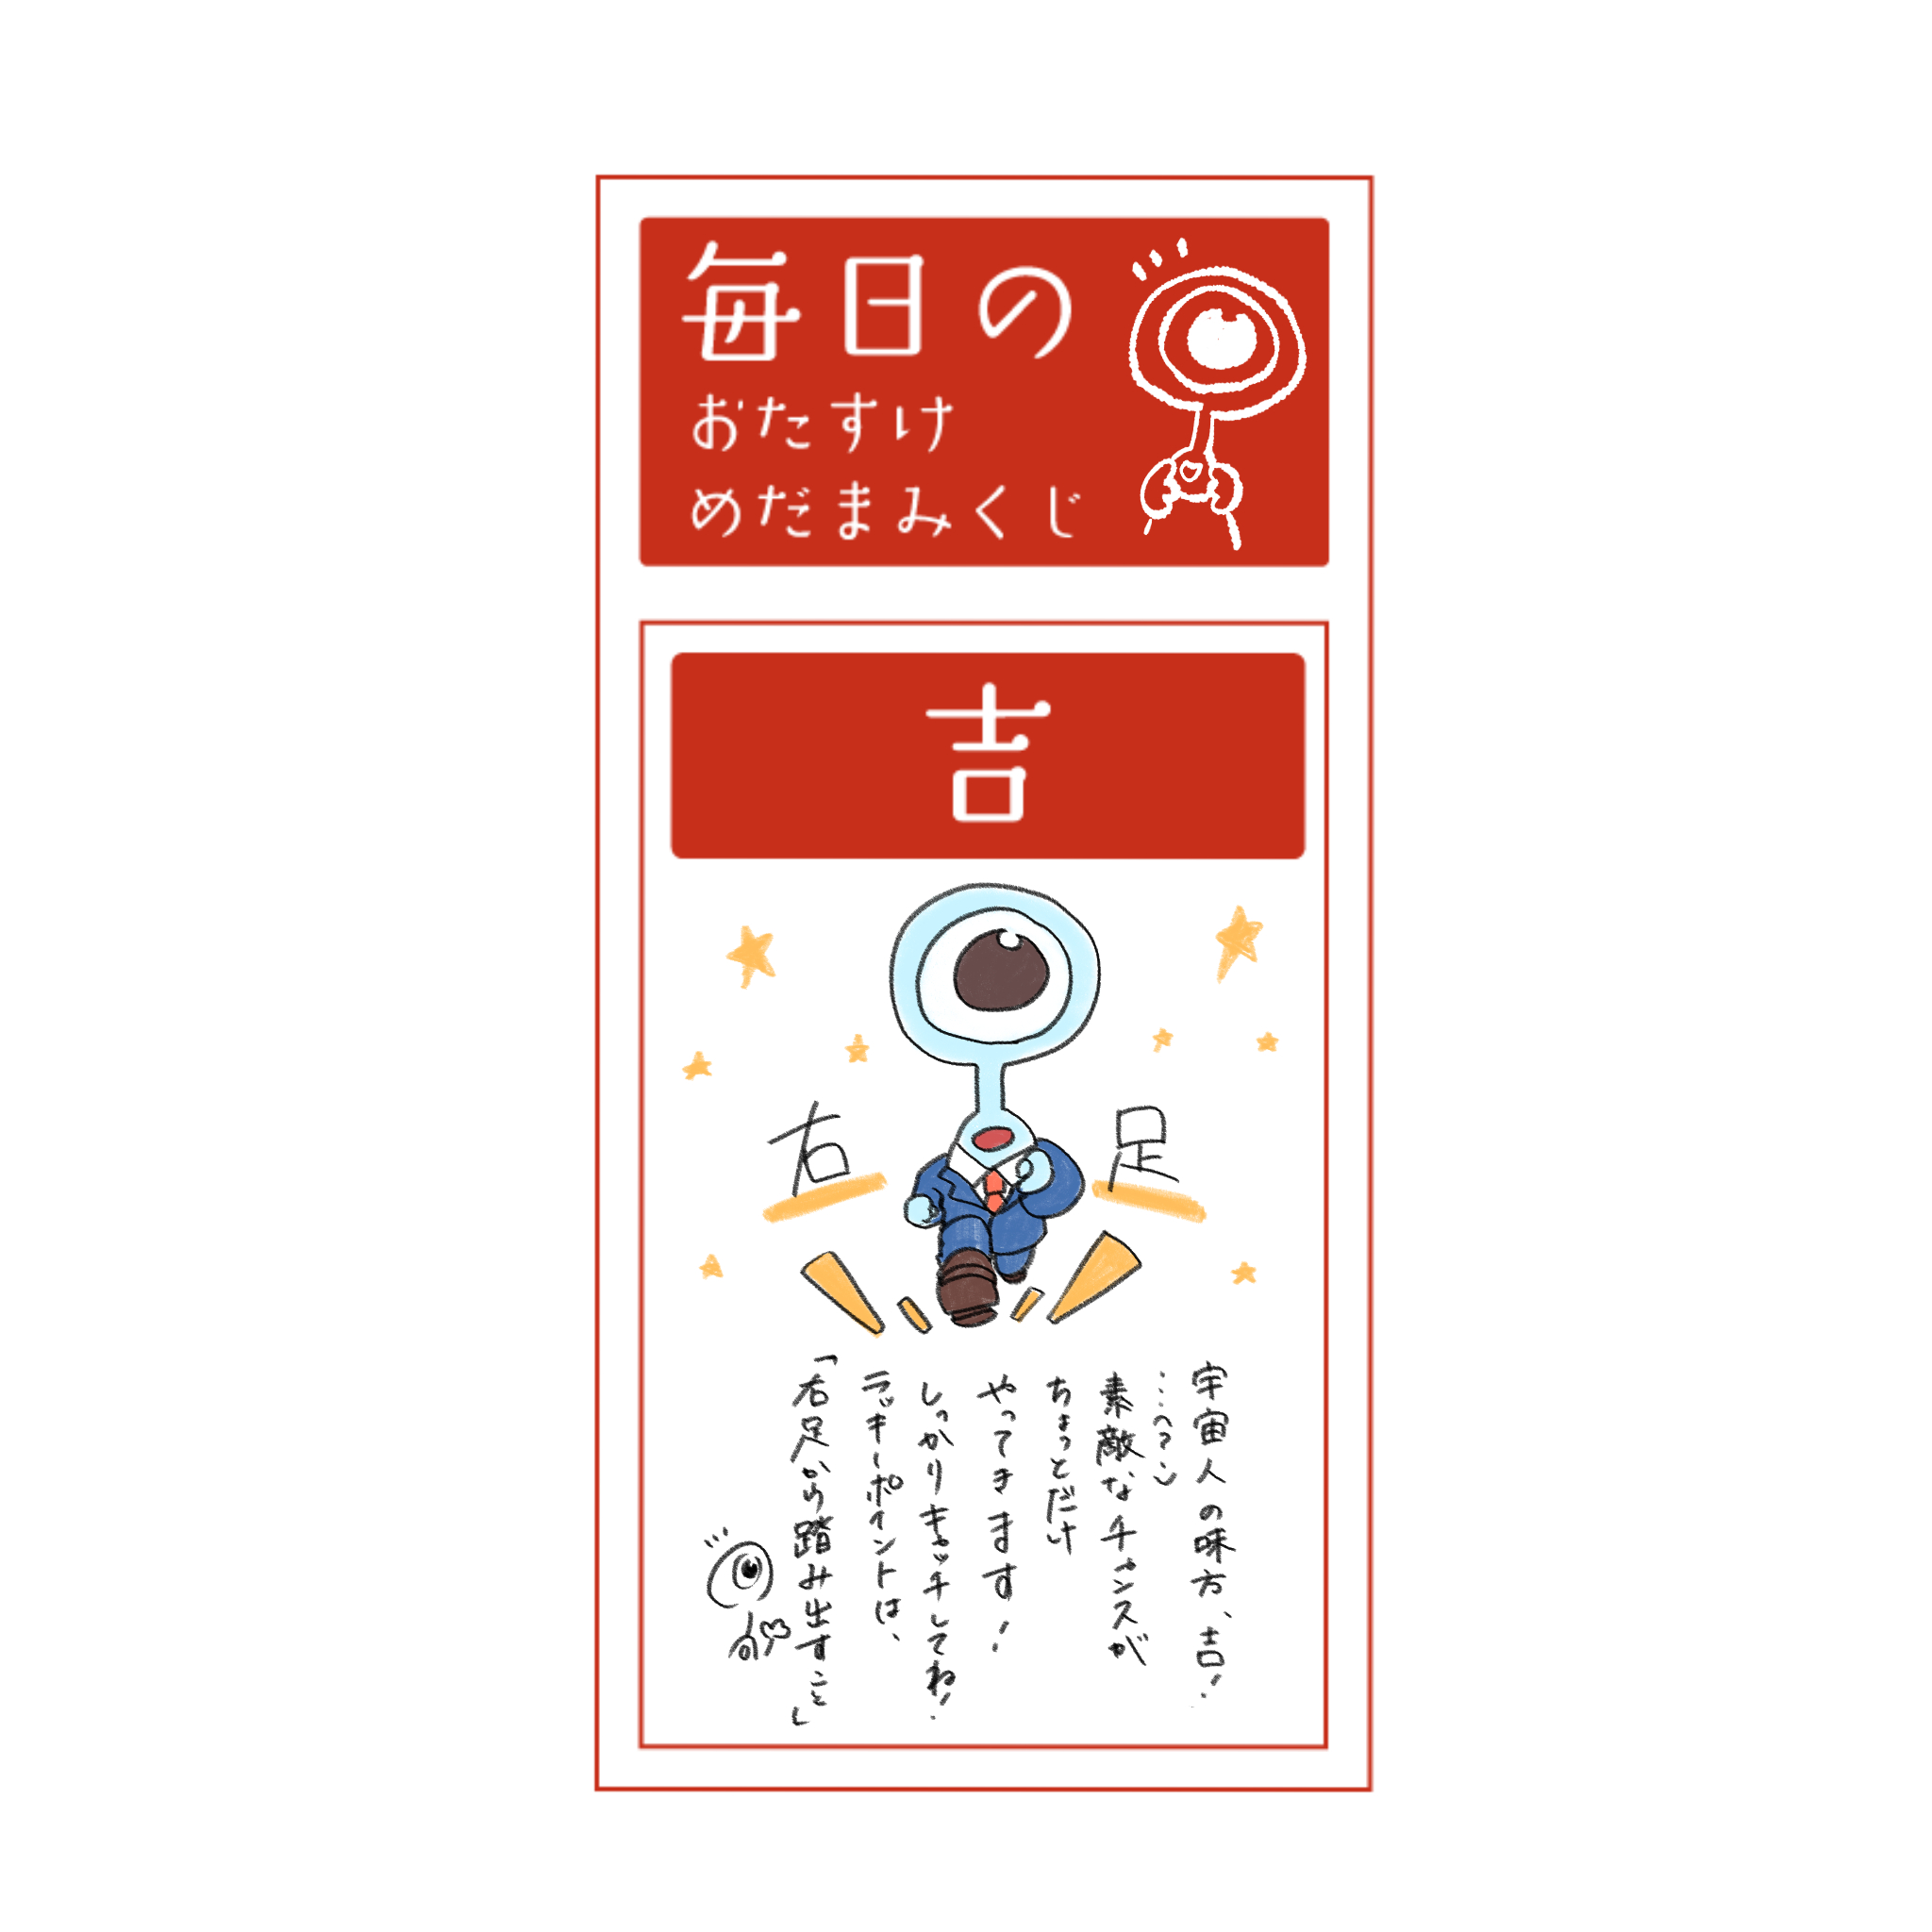 毎日の
おたすけ
めだまみくじ
吉
右足
宇宙人の味方、吉！
素敵なチャンスが
ちょっとだけ
やってきます！
しっかりキャッチしてね！
ラッキーポイントは、
「右足から踏み出すこと」